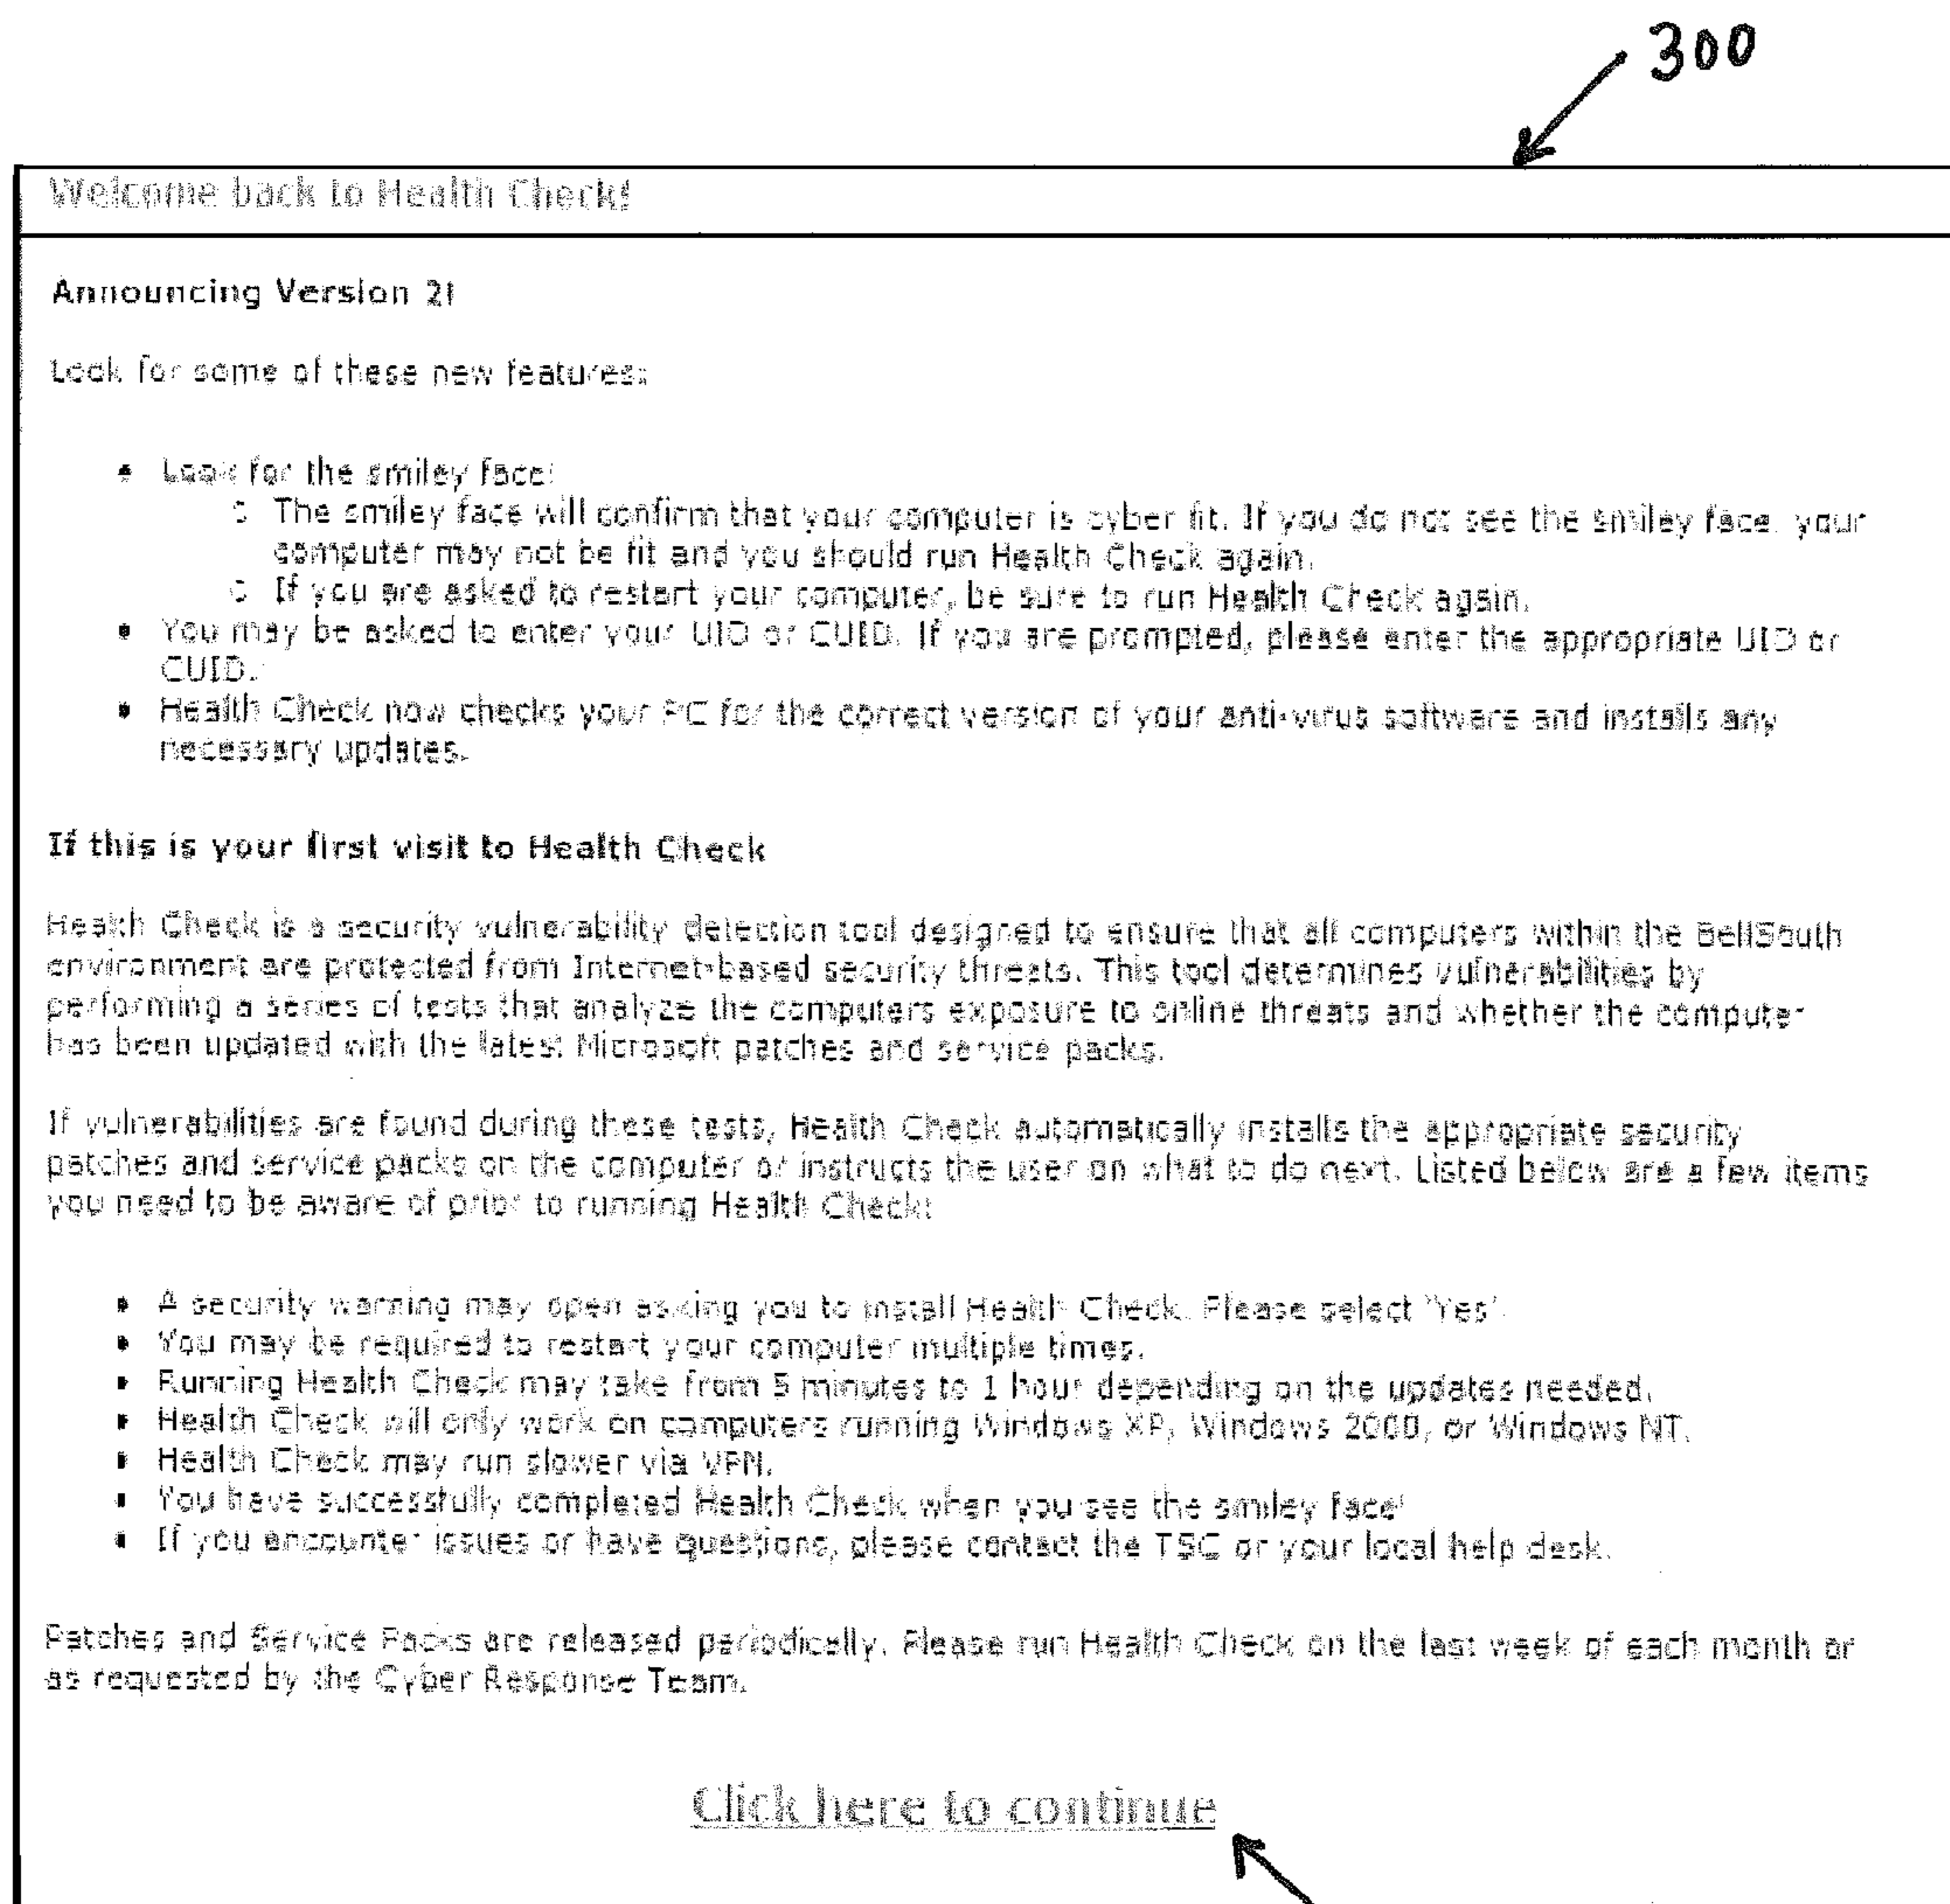 300
Welcome back to Health Check!
Announcing Version 2!
Look for some of these new features:
• Look for the smiley face!
○ The smiley face will confirm that your computer is cyber fit. If you do not see the smiley face, your
computer may not be fit and you should run Health Check again.
○ If you are asked to restart your computer, be sure to run Health Check again.
• You may be asked to enter your UID or CUID. If you are prompted, please enter the appropriate UID or
CUID.
• Health Check now checks your PC for the correct version of your anti-virus software and installs any
necessary updates.
If this is your first visit to Health Check
Health Check is a security vulnerability detection tool designed to ensure that all computers within the BellSouth
environment are protected from Internet-based security threats. This tool determines vulnerabilities by
performing a series of tests that analyze the computers exposure to online threats and whether the computer
has been updated with the latest Microsoft patches and service packs.
If vulnerabilities are found during these tests, Health Check automatically installs the appropriate security
patches and service packs on the computer or instructs the user on what to do next. Listed below are a few items
you need to be aware of prior to running Health Check:
• A security warning may open asking you to install Health Check. Please select 'Yes'.
• You may be required to restart your computer multiple times.
• Running Health Check may take from 5 minutes to 1 hour depending on the updates needed.
• Health Check will only work on computers running Windows XP, Windows 2000, or Windows NT.
• Health Check may run slower via VPN.
• You have successfully completed Health Check when you see the smiley face!
• If you encounter issues or have questions, please contact the TSC or your local help desk.
Patches and Service Packs are released periodically. Please run Health Check on the last week of each month or
as requested by the Cyber Response Team.
Click here to continue